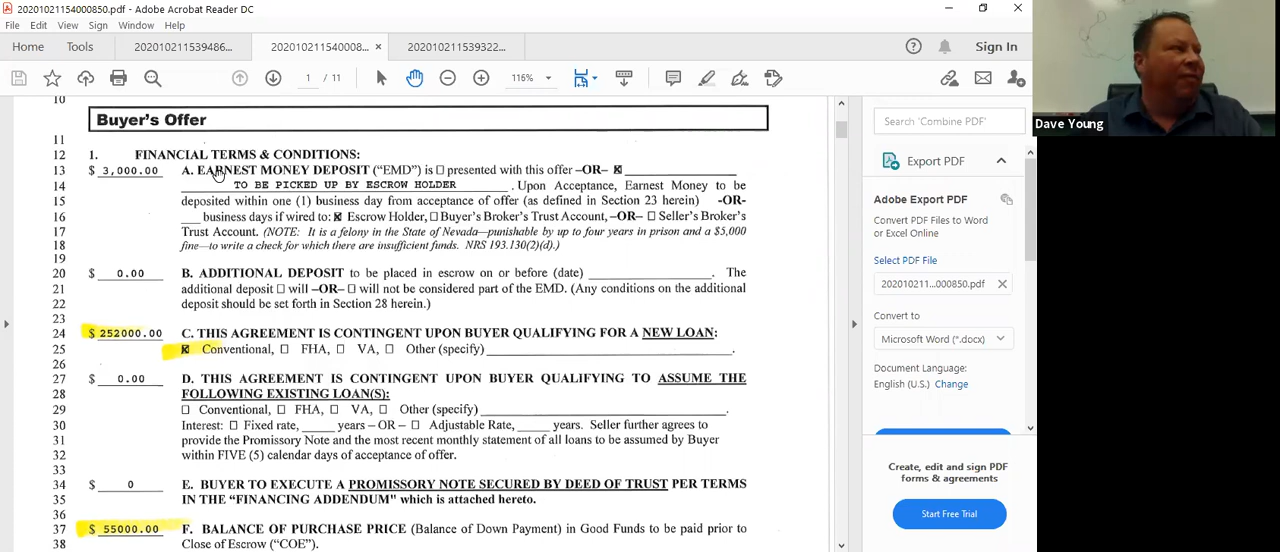 20201021154000850.pdf - Adobe Acrobat Reader DC
File Edit View Sign Window Help
Home Tools 202010211539486... 202010211540008... × 202010211539322... Sign In
1 / 11 116%
10
Buyer's Offer
11
12 1. FINANCIAL TERMS & CONDITIONS:
13 $ 3,000.00 A. EARNEST MONEY DEPOSIT ("EMD") is ☐ presented with this offer –OR– ☒ ____
14 TO BE PICKED UP BY ESCROW HOLDER . Upon Acceptance, Earnest Money to be
15 deposited within one (1) business day from acceptance of offer (as defined in Section 23 herein) -OR-
16 ___ business days if wired to: ☒ Escrow Holder, ☐ Buyer's Broker's Trust Account, –OR– ☐ Seller's Broker's
17 Trust Account. (NOTE: It is a felony in the State of Nevada–punishable by up to four years in prison and a $5,000
18 fine–to write a check for which there are insufficient funds. NRS 193.130(2)(d).)
19
20 $ 0.00 B. ADDITIONAL DEPOSIT to be placed in escrow on or before (date) ____. The
21 additional deposit ☐ will –OR– ☐ will not be considered part of the EMD. (Any conditions on the additional
22 deposit should be set forth in Section 28 herein.)
23
24 $ 252000.00 C. THIS AGREEMENT IS CONTINGENT UPON BUYER QUALIFYING FOR A NEW LOAN:
25 ☒ Conventional, ☐ FHA, ☐ VA, ☐ Other (specify) ____.
26
27 $ 0.00 D. THIS AGREEMENT IS CONTINGENT UPON BUYER QUALIFYING TO ASSUME THE
28 FOLLOWING EXISTING LOAN(S):
29 ☐ Conventional, ☐ FHA, ☐ VA, ☐ Other (specify) ____.
30 Interest: ☐ Fixed rate, ____ years – OR – ☐ Adjustable Rate, ____ years. Seller further agrees to
31 provide the Promissory Note and the most recent monthly statement of all loans to be assumed by Buyer
32 within FIVE (5) calendar days of acceptance of offer.
33
34 $ 0 E. BUYER TO EXECUTE A PROMISSORY NOTE SECURED BY DEED OF TRUST PER TERMS
35 IN THE "FINANCING ADDENDUM" which is attached hereto.
36
37 $ 55000.00 F. BALANCE OF PURCHASE PRICE (Balance of Down Payment) in Good Funds to be paid prior to
38 Close of Escrow ("COE").
Search 'Combine PDF'
Export PDF
Adobe Export PDF
Convert PDF Files to Word
or Excel Online
Select PDF File
202010211...000850.pdf ×
Convert to
Microsoft Word (*.docx)
Document Language:
English (U.S.) Change
Create, edit and sign PDF
forms & agreements
Start Free Trial
Dave Young